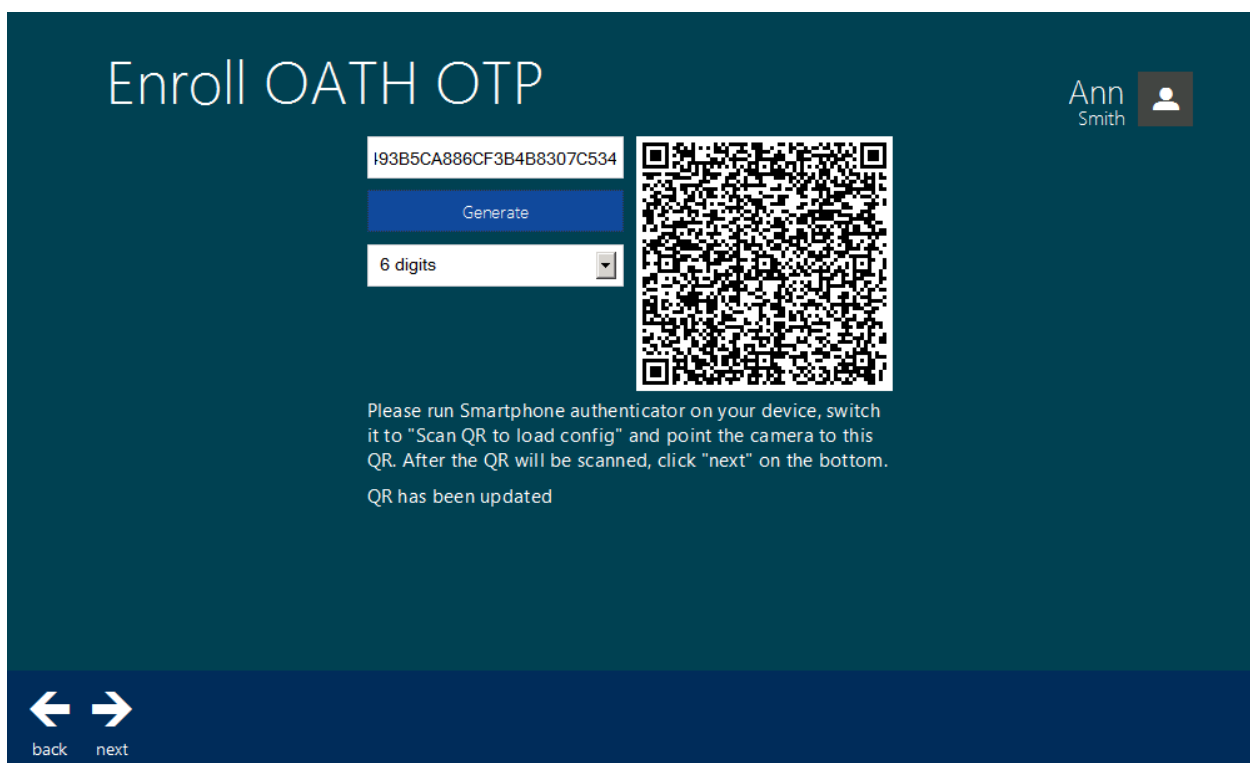 Enroll OATH OTP
Ann
Smith
93B5CA886CF3B4B8307C534
Generate
6 digits
Please run Smartphone authenticator on your device, switch
it to "Scan QR to load config" and point the camera to this
QR. After the QR will be scanned, click "next" on the bottom.
QR has been updated
back next